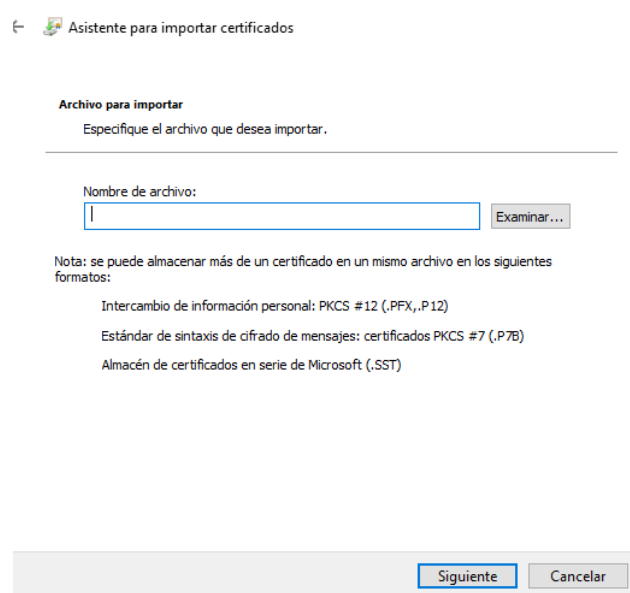 Asistente para importar certificados
Archivo para importar
Especifique el archivo que desea importar.
Nombre de archivo:
Examinar...
Nota: se puede almacenar más de un certificado en un mismo archivo en los siguientes
formatos:
Intercambio de información personal: PKCS #12 (.PFX,.P12)
Estándar de sintaxis de cifrado de mensajes: certificados PKCS #7 (.P7B)
Almacén de certificados en serie de Microsoft (.SST)
Siguiente Cancelar